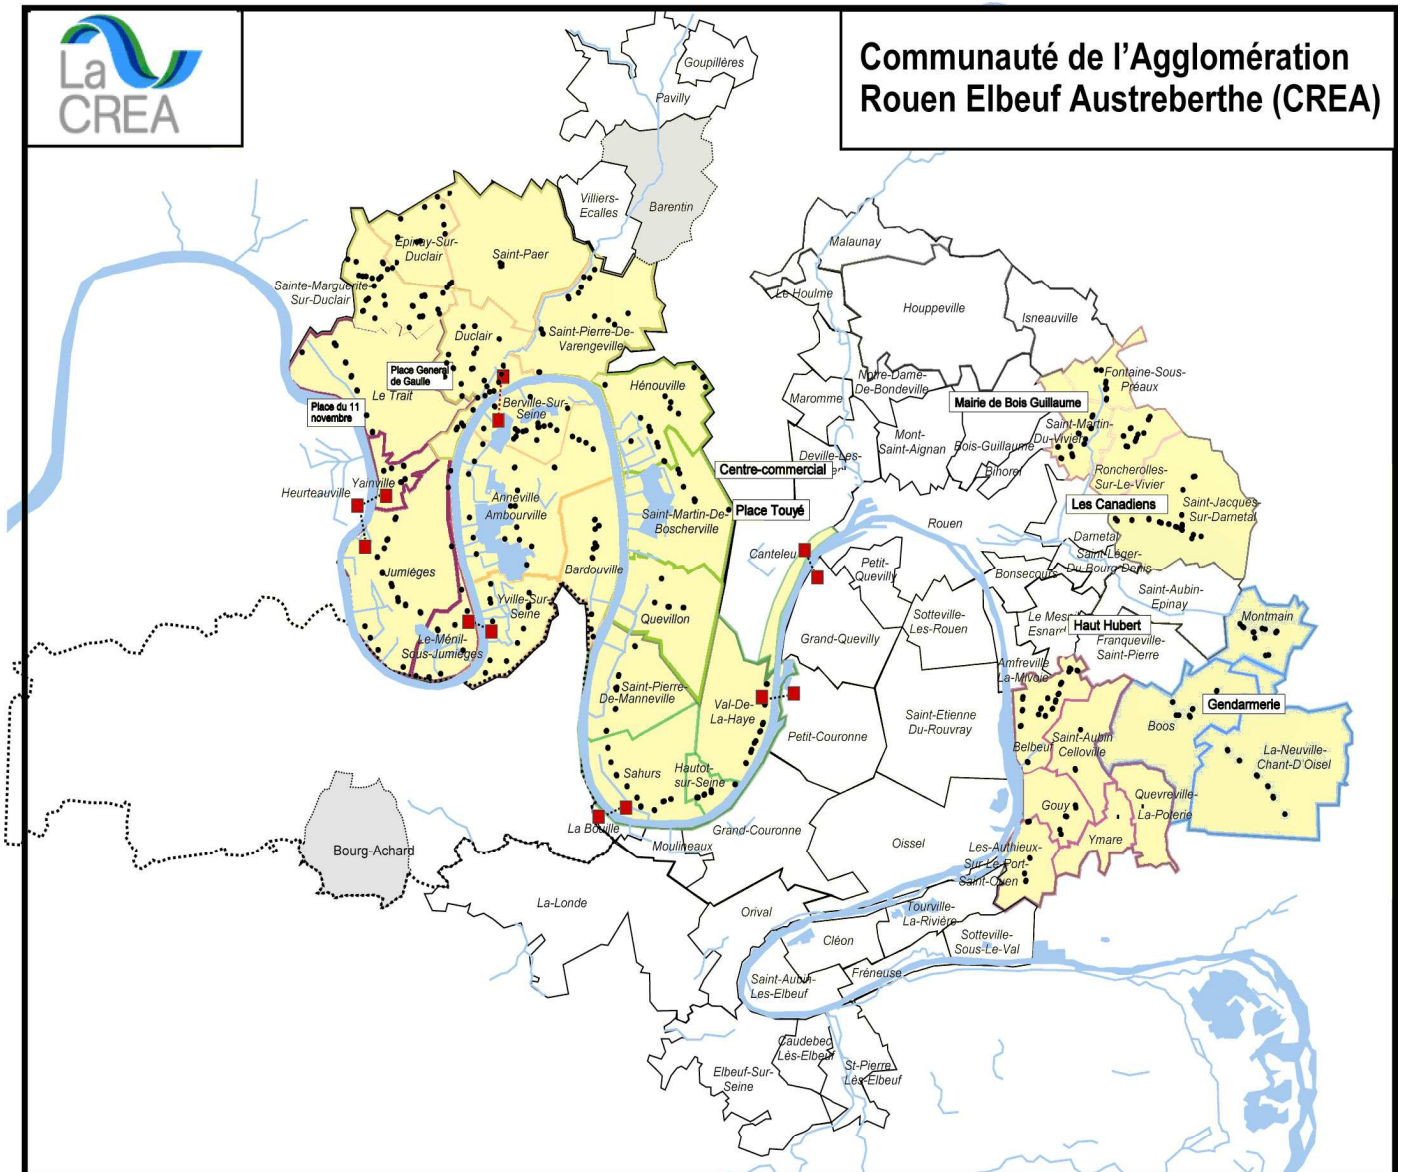 La
CREA
Communauté de l'Agglomération
Rouen Elbeuf Austreberthe (CREA)
Goupillères
Pavilly
Villiers-
Ecalles
Barentin
Malaunay
Epinay-Sur-
Duclair
Saint-Paer
Sainte-Marguerite-
Sur-Duclair
Le Houlme
Houppeville
Isneauville
Duclair
Saint-Pierre-De-
Varengeville
Place General
de Gaulle
Le Trait
Place du 11
novembre
Hénouville
Berville-Sur-
Seine
Maromme
Notre-Dame-
De-Bondeville
Fontaine-Sous-
Préaux
Mairie de Bois Guillaume
Saint-Martin-
Du-Vivier
Mont-
Saint-Aignan
Bois-Guillaume
Bihorel
Deville-Les-
Centre-commercial
Roncherolles-
Sur-Le-Vivier
Yainville
Heurteauville
Anneville
Ambourville
Saint-Martin-De-
Boscherville
Place Touyé
Les Canadiens
Saint-Jacques-
Sur-Darnetal
Rouen
Darnetal
Saint-Léger-
Du-Bourg-Denis
Canteleu
Petit-
Quevilly
Bonsecours
Jumièges
Bardouville
Saint-Aubin-
Epinay
Yville-Sur-
Seine
Quevillon
Sotteville-
Les-Rouen
Grand-Quevilly
Le Mesnil
Esnard
Haut Hubert
Franqueville-
Saint-Pierre
Montmain
Le-Ménil-
Sous-Jumièges
Amfreville
La-Mivoie
Saint-Pierre-
De-Manneville
Val-De-
La-Haye
Gendarmerie
Saint-Etienne
Du-Rouvray
Petit-Couronne
Boos
Belbeuf
Saint-Aubin
Celloville
La-Neuville-
Chant-D'Oisel
Sahurs
Hautot-
sur-Seine
Gouy
Quevreville-
La-Poterie
La Bouille
Moulineaux
Grand-Couronne
Oissel
Ymare
Les-Authieux-
Sur-Le-Port-
Saint-Ouen
Bourg-Achard
La-Londe
Orival
Tourville-
La-Rivière
Cléon
Sotteville-
Sous-Le-Val
Saint-Aubin-
Les-Elbeuf
Fréneuse
Caudebec
Lès-Elbeuf
St-Pierre
Lès-Elbeuf
Elbeuf-Sur-
Seine